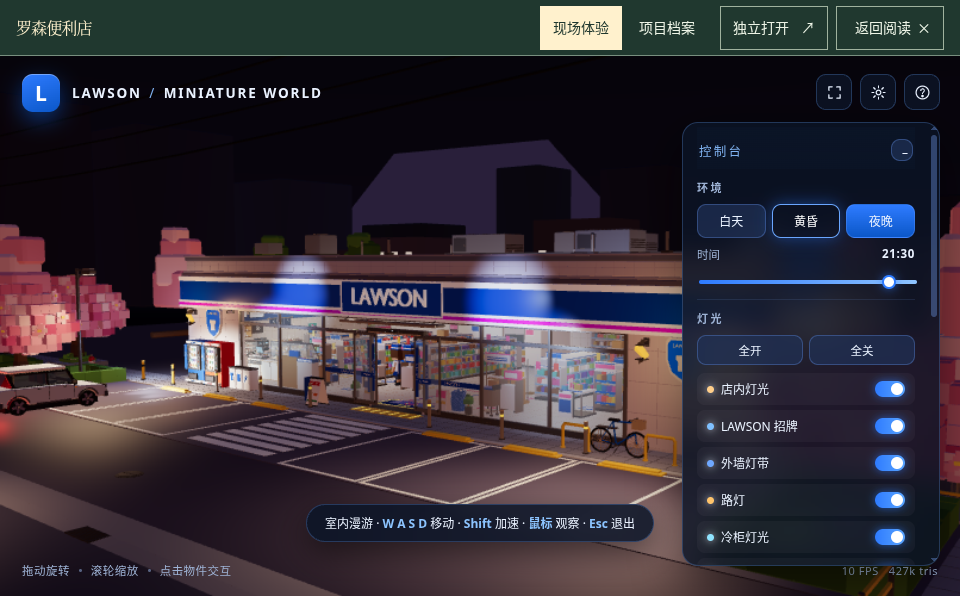 罗森便利店
现场体验
项目档案
独立打开 ↗
返回阅读 ×
L
LAWSON / MINIATURE WORLD
控制台
环境
白天
黄昏
夜晚
时间
21:30
LAWSON
灯光
全开
全关
店内灯光
LAWSON 招牌
外墙灯带
路灯
冷柜灯光
室内漫游 · W A S D 移动 · Shift 加速 · 鼠标 观察 · Esc 退出
拖动旋转 • 滚轮缩放 • 点击物件交互
10 FPS 427k tris